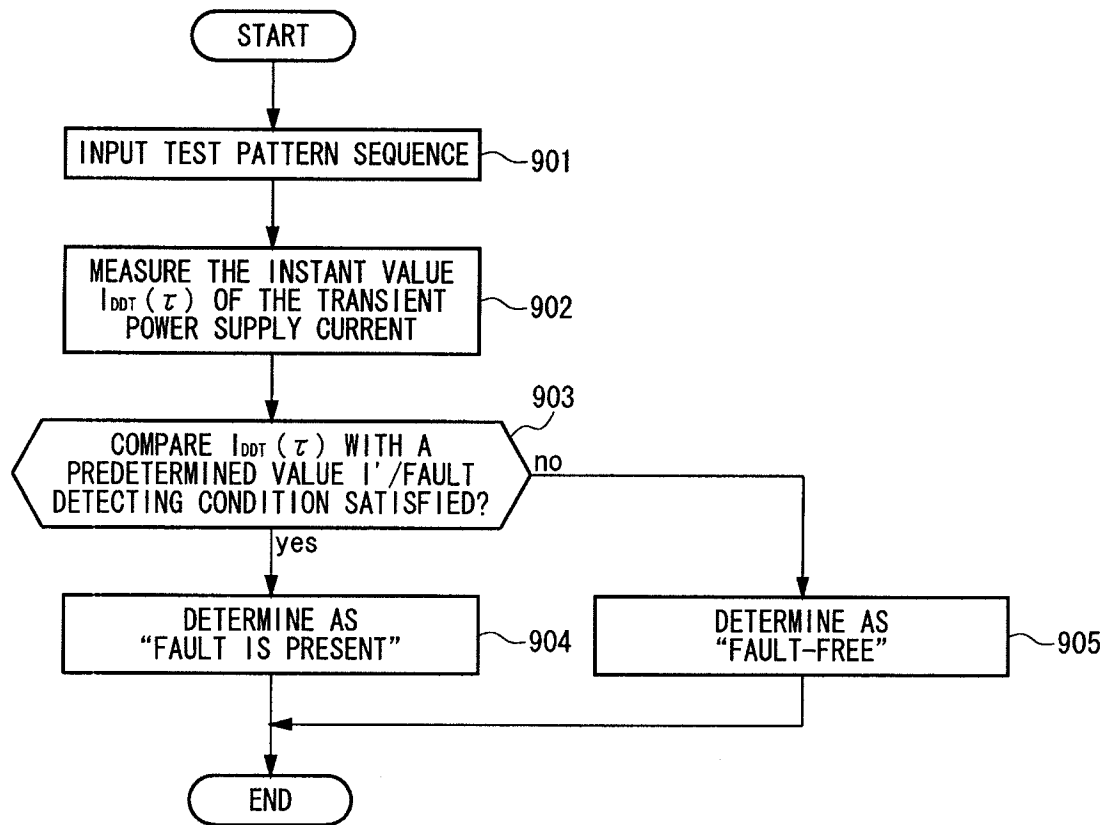 START
INPUT TEST PATTERN SEQUENCE
901
MEASURE THE INSTANT VALUE
IDDT(τ) OF THE TRANSIENT
POWER SUPPLY CURRENT
902
903
COMPARE IDDT(τ) WITH A
PREDETERMINED VALUE I'/FAULT
DETECTING CONDITION SATISFIED?
no
yes
DETERMINE AS
“FAULT IS PRESENT”
904
DETERMINE AS
“FAULT-FREE”
905
END